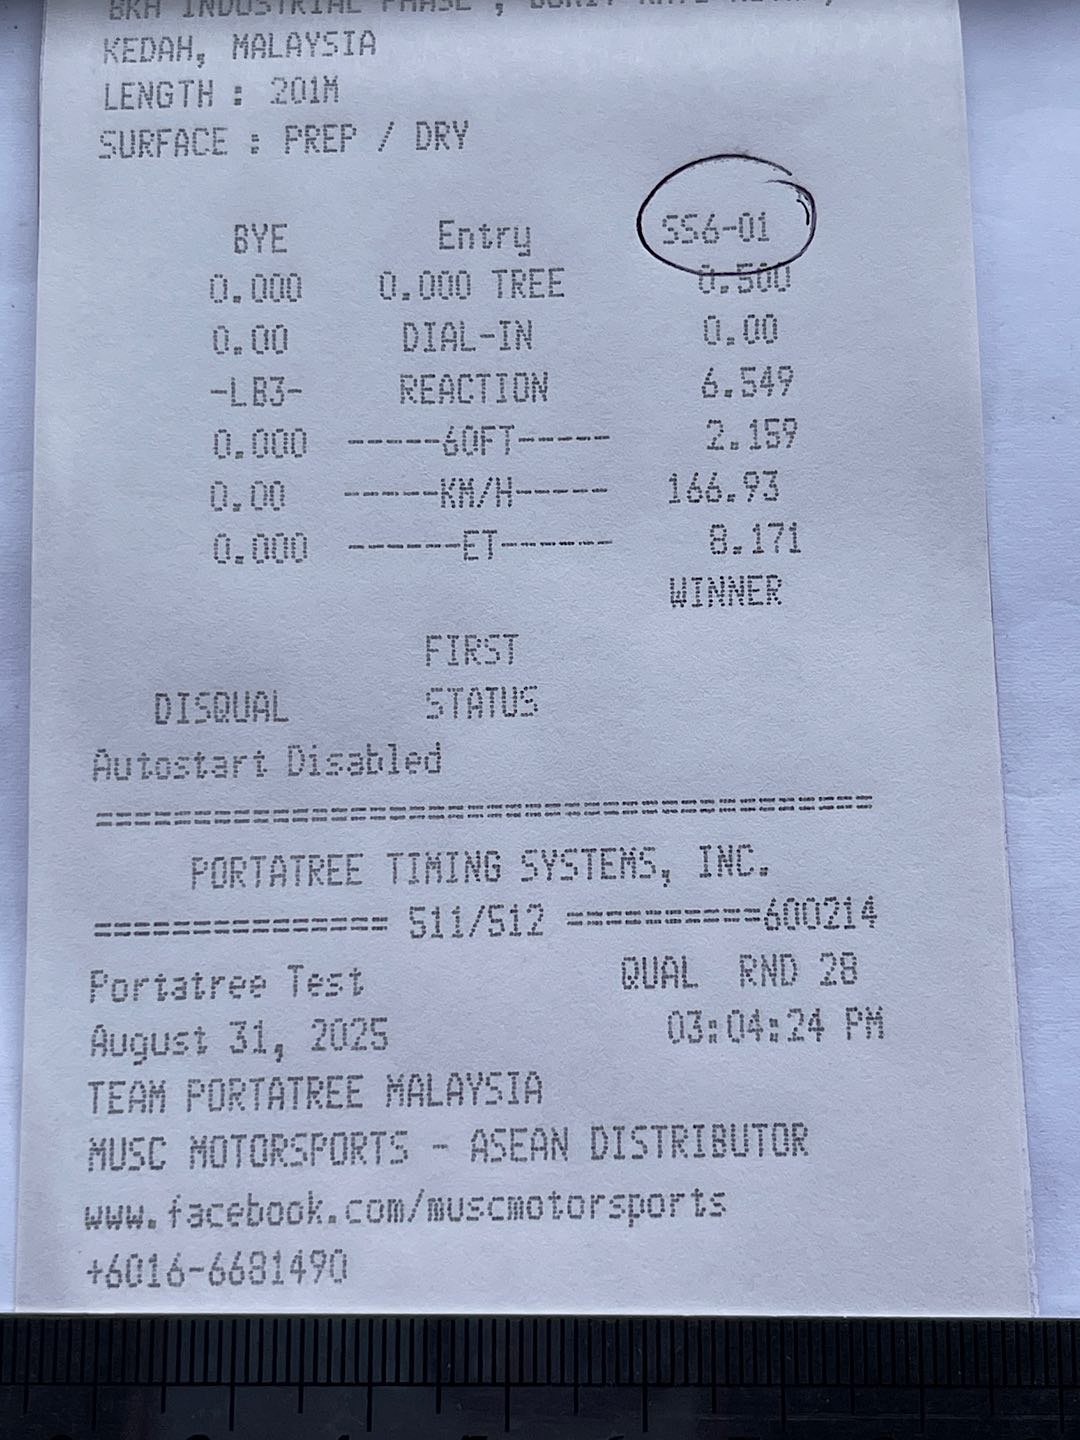 BKH INDUSTRIAL PHASE ,
KEDAH, MALAYSIA
LENGTH : 201M
SURFACE : PREP / DRY
BYE Entry SS6-01
0.000 0.000 TREE 0.500
0.00 DIAL-IN 0.00
-LB3- REACTION 6.549
0.000 -----60FT----- 2.159
0.00 -----KM/H----- 166.93
0.000 ------ET------ 8.171
WINNER
FIRST
DISQUAL STATUS
Autostart Disabled
=======================================
PORTATREE TIMING SYSTEMS, INC.
=============== 511/512 ==========600214
Portatree Test QUAL RND 28
August 31, 2025 03:04:24 PM
TEAM PORTATREE MALAYSIA
MUSC MOTORSPORTS - ASEAN DISTRIBUTOR
www.facebook.com/muscmotorsports
+6016-6681490